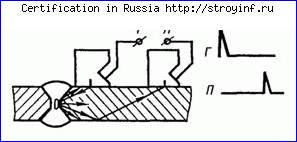 Certification in Russia http://stroyinf.ru
Г
П